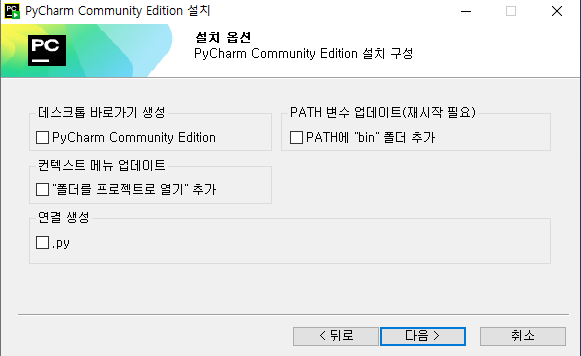 PyCharm Community Edition 설치
PC
설치 옵션
PyCharm Community Edition 설치 구성
데스크톱 바로가기 생성
PyCharm Community Edition
PATH 변수 업데이트(재시작 필요)
PATH에 "bin" 폴더 추가
컨텍스트 메뉴 업데이트
"폴더를 프로젝트로 열기" 추가
연결 생성
.py
< 뒤로
다음 >
취소